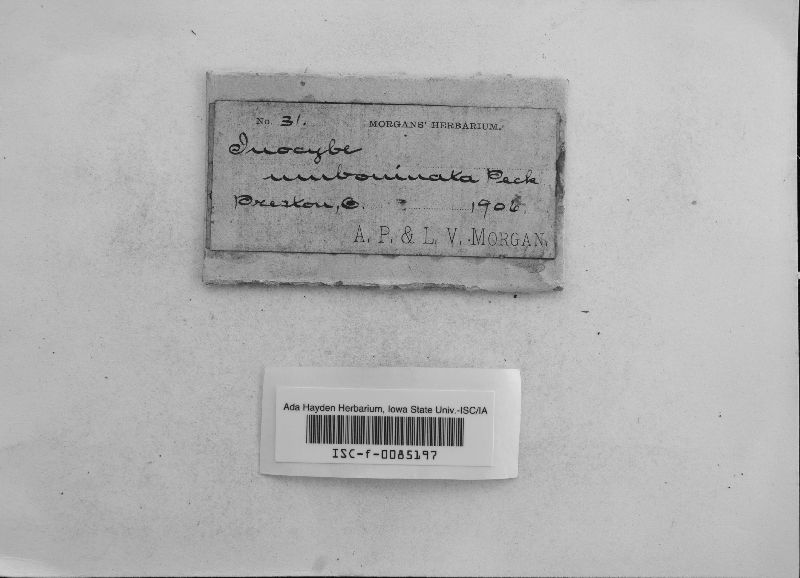 No. 31. MORGANS' HERBARIUM.
Inocybe
umboninata Peck
Preston, O. 1906.
A. P. & L. V. MORGAN.
Ada Hayden Herbarium, Iowa State Univ.-ISC/IA
ISC-f-0085197